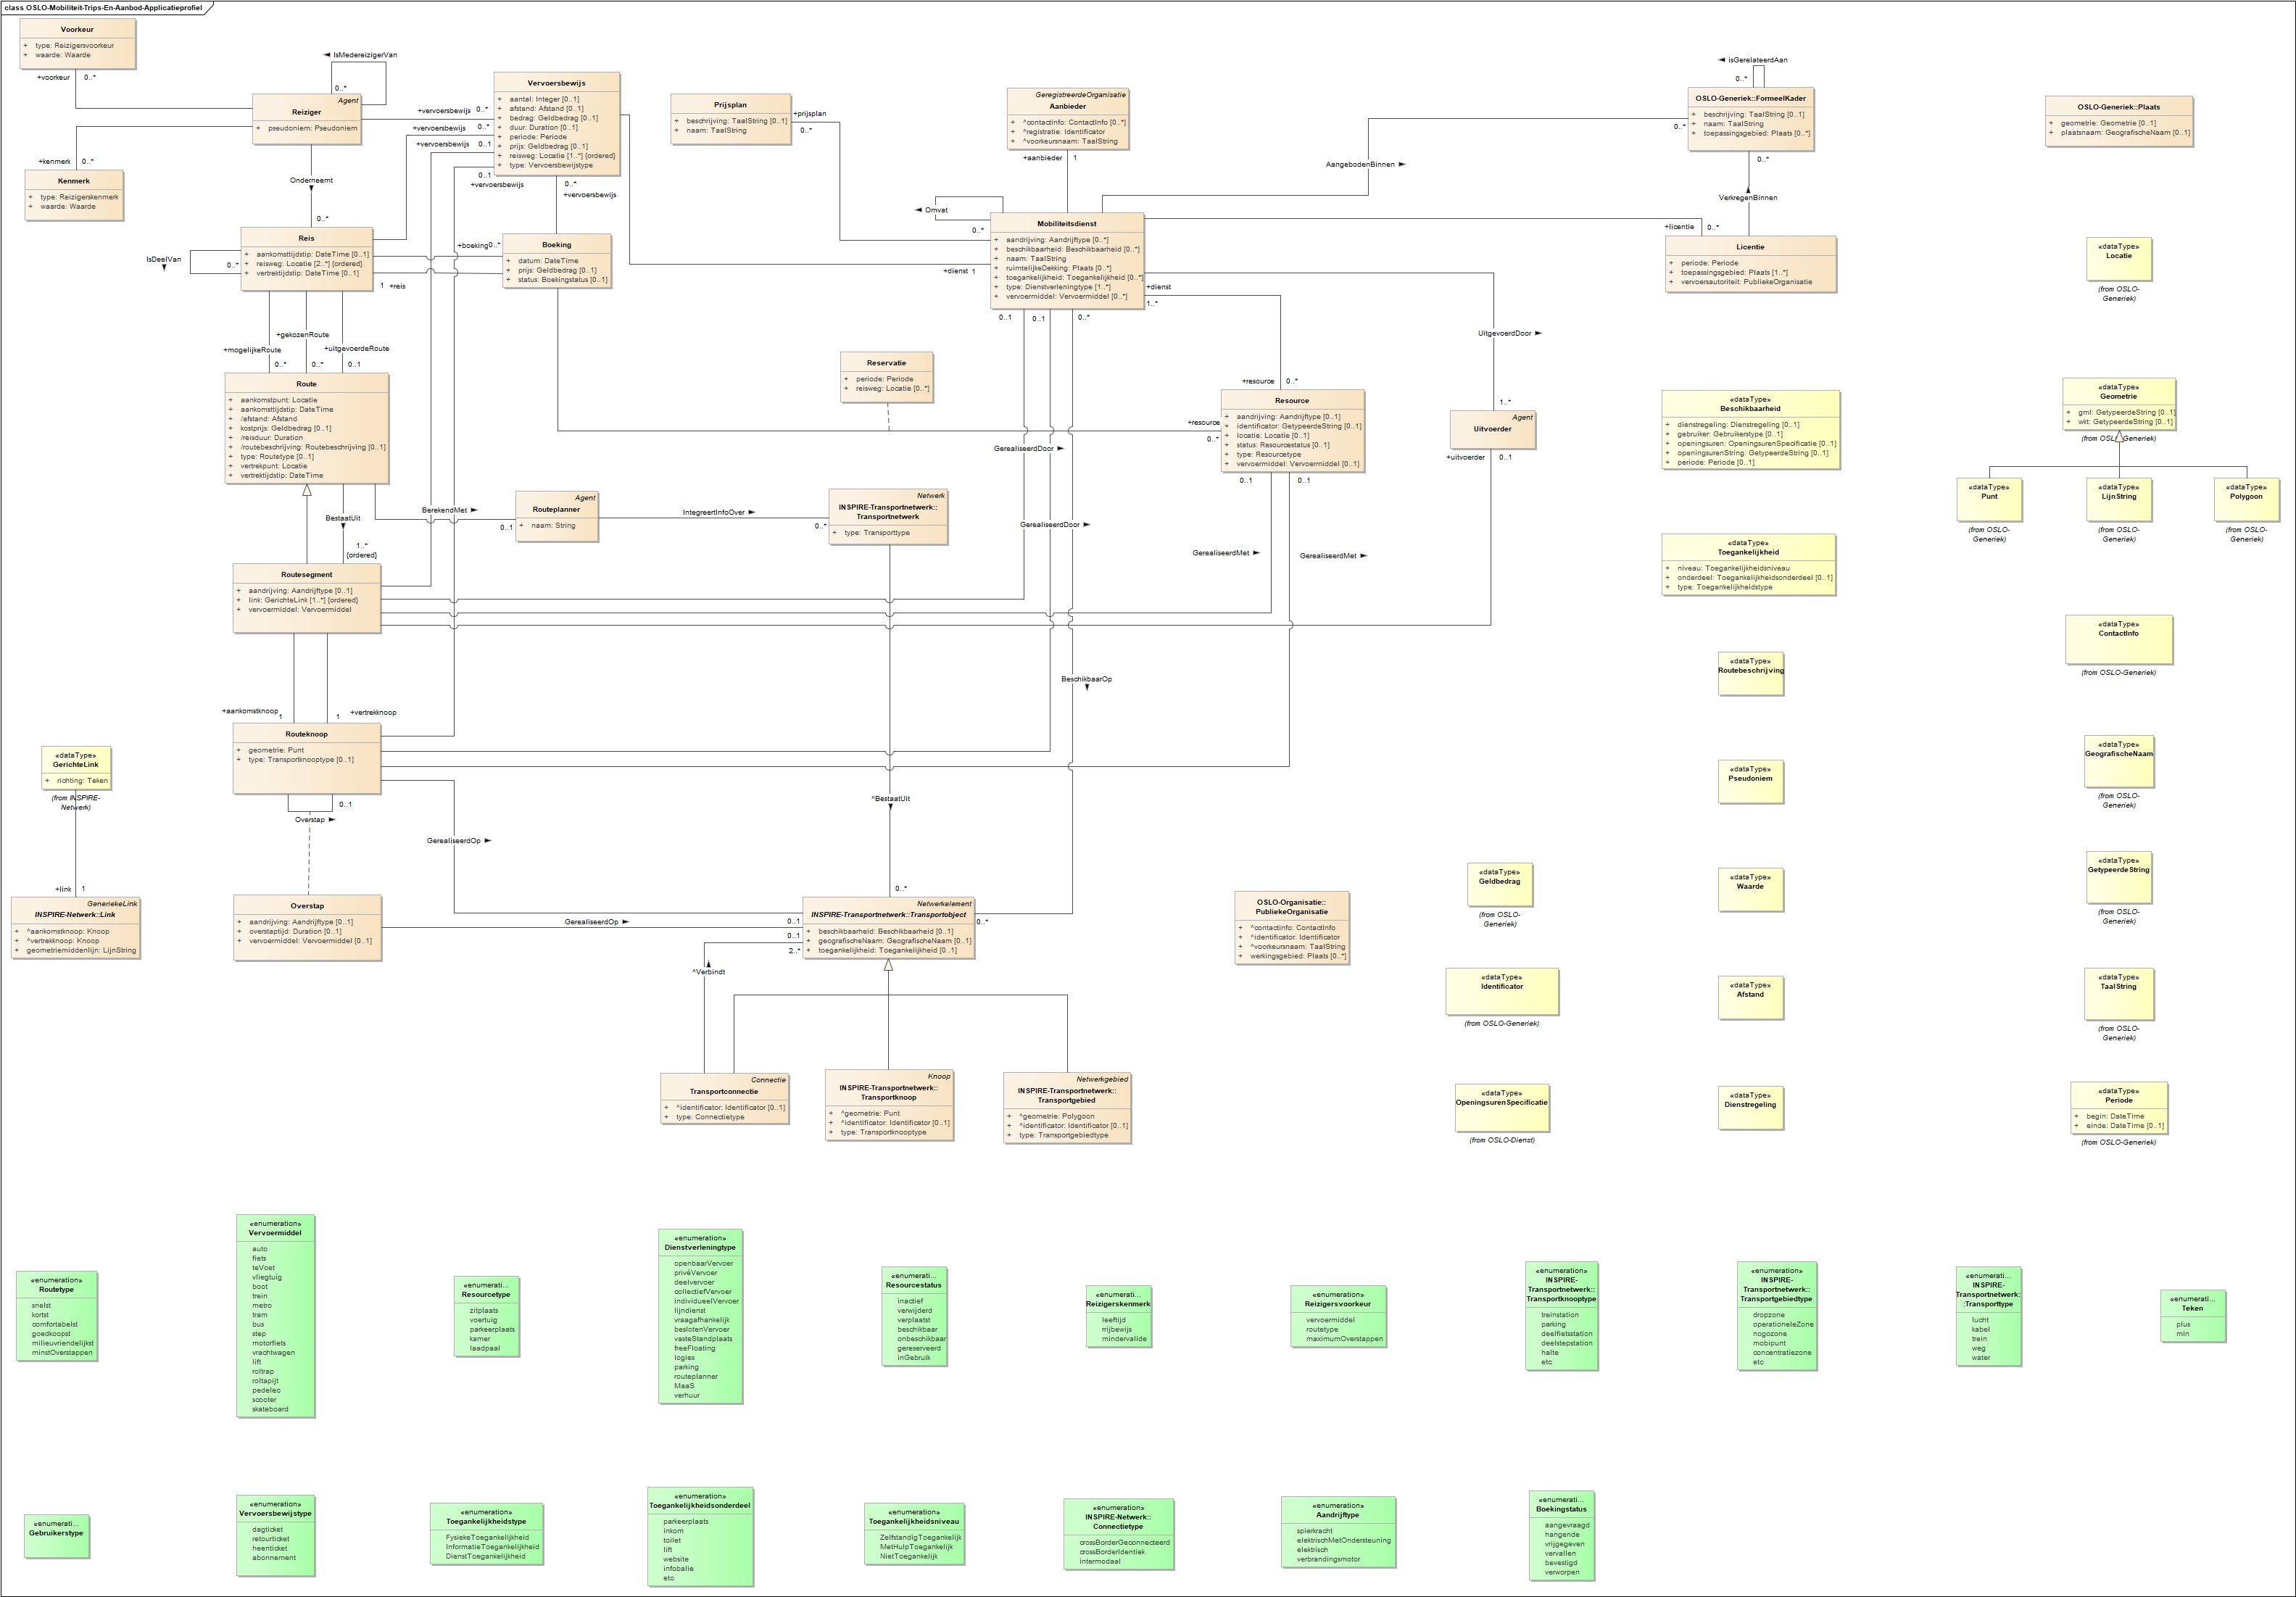 class OSLO-Mobiliteit-Trips-En-Aanbod-Applicatieprofiel
Voorkeur
+ type: Reizigersvoorkeur
+ waarde: Waarde
+voorkeur 0..*
◄ IsMedereizigerVan
0..*
Agent
Reiziger
+ pseudoniem: Pseudoniem
+kenmerk 0..*
Kenmerk
+ type: Reizigerskenmerk
+ waarde: Waarde
Onderneemt
0..*
Vervoersbewijs
+ aantal: Integer [0..1]
+ afstand: Afstand [0..1]
+ bedrag: Geldbedrag [0..1]
+ duur: Duration [0..1]
+ periode: Periode
+ prijs: Geldbedrag [0..1]
+ reisweg: Locatie [1..*] {ordered}
+ type: Vervoersbewijstype
+vervoersbewijs 0..*
+vervoersbewijs 0..*
+vervoersbewijs 0..1
0..1
+vervoersbewijs
0..*
+vervoersbewijs
Prijsplan
+ beschrijving: TaalString [0..1]
+ naam: TaalString
+prijsplan
0..*
GeregistreerdeOrganisatie
Aanbieder
+ ^contactinfo: ContactInfo [0..*]
+ ^registratie: Identificator
+ ^voorkeursnaam: TaalString
+aanbieder 1
◄ isGerelateerdAan
0..*
OSLO-Generiek::FormeelKader
+ beschrijving: TaalString [0..1]
+ naam: TaalString
+ toepassingsgebied: Plaats [0..*]
0..*
0..*
AangebodenBinnen ►
VerkregenBinnen
OSLO-Generiek::Plaats
+ geometrie: Geometrie [0..1]
+ plaatsnaam: GeografischeNaam [0..1]
Reis
+ aankomsttijdstip: DateTime [0..1]
+ reisweg: Locatie [2..*] {ordered}
+ vertrektijdstip: DateTime [0..1]
IsDeelVan
0..*
+boeking 0..*
1 +reis
Boeking
+ datum: DateTime
+ prijs: Geldbedrag [0..1]
+ status: Boekingstatus [0..1]
◄ Omvat
0..*
+dienst 1
Mobiliteitsdienst
+ aandrijving: Aandrijftype [0..*]
+ beschikbaarheid: Beschikbaarheid [0..*]
+ naam: TaalString
+ ruimtelijkeDekking: Plaats [0..*]
+ toegankelijkheid: Toegankelijkheid [0..*]
+ type: Dienstverleningtype [1..*]
+ vervoermiddel: Vervoermiddel [0..*]
+dienst
1..*
0..1
0..1
0..*
+licentie 0..*
Licentie
+ periode: Periode
+ toepassingsgebied: Plaats [1..*]
+ vervoersautoriteit: PubliekeOrganisatie
«dataType»
Locatie
(from OSLO-
Generiek)
+mogelijkeRoute
+gekozenRoute
+uitgevoerdeRoute
0..*
0..*
0..1
UitgevoerdDoor ►
Route
+ aankomstpunt: Locatie
+ aankomsttijdstip: DateTime
+ /afstand: Afstand
+ kostprijs: Geldbedrag [0..1]
+ /reisduur: Duration
+ /routebeschrijving: Routebeschrijving [0..1]
+ type: Routetype [0..1]
+ vertrekpunt: Locatie
+ vertrektijdstip: DateTime
Reservatie
+ periode: Periode
+ reisweg: Locatie [0..*]
+resource 0..*
+resource
0..*
Resource
+ aandrijving: Aandrijftype [0..1]
+ identificator: GetypeerdeString [0..1]
+ locatie: Locatie [0..1]
+ status: Resourcestatus [0..1]
+ type: Resourcetype
+ vervoermiddel: Vervoermiddel [0..1]
0..1
0..1
1..*
Agent
Uitvoerder
+uitvoerder 0..1
«dataType»
Beschikbaarheid
+ dienstregeling: Dienstregeling [0..1]
+ gebruiker: Gebruikerstype [0..1]
+ openingsuren: OpeningsurenSpecificatie [0..1]
+ openingsurenString: GetypeerdeString [0..1]
+ periode: Periode [0..1]
«dataType»
Geometrie
+ gml: GetypeerdeString [0..1]
+ wkt: GetypeerdeString [0..1]
(from OSLO-Generiek)
«dataType»
Punt
(from OSLO-
Generiek)
«dataType»
LijnString
(from OSLO-
Generiek)
«dataType»
Polygoon
(from OSLO-
Generiek)
GerealiseerdDoor ►
GerealiseerdDoor ►
BestaatUit
1..*
{ordered}
BerekendMet ►
0..1
Agent
Routeplanner
+ naam: String
IntegreertInfoOver ►
0..*
Netwerk
INSPIRE-Transportnetwerk::
Transportnetwerk
+ type: Transporttype
GerealiseerdMet ►
GerealiseerdMet ►
«dataType»
Toegankelijkheid
+ niveau: Toegankelijkheidsniveau
+ onderdeel: Toegankelijkheidsonderdeel [0..1]
+ type: Toegankelijkheidstype
Routesegment
+ aandrijving: Aandrijftype [0..1]
+ link: GerichteLink [1..*] {ordered}
+ vervoermiddel: Vervoermiddel
«dataType»
ContactInfo
(from OSLO-Generiek)
«dataType»
Routebeschrijving
BeschikbaarOp
+aankomstknoop
1
1
+vertrekknoop
Routeknoop
+ geometrie: Punt
+ type: Transportknooptype [0..1]
0..1
Overstap ►
«dataType»
GerichteLink
+ richting: Teken
(from INSPIRE-
Netwerk)
«dataType»
Pseudoniem
«dataType»
GeografischeNaam
(from OSLO-
Generiek)
^BestaatUit
GerealiseerdOp ►
+link 1
GeneriekeLink
INSPIRE-Netwerk::Link
+ ^aankomstknoop: Knoop
+ ^vertrekknoop: Knoop
+ geometriemiddenlijn: LijnString
Overstap
+ aandrijving: Aandrijftype [0..1]
+ overstaptijd: Duration [0..1]
+ vervoermiddel: Vervoermiddel [0..1]
GerealiseerdOp ►
0..*
0..1
0..1
2..*
0..*
Netwerkelement
INSPIRE-Transportnetwerk::Transportobject
+ beschikbaarheid: Beschikbaarheid [0..1]
+ geografischeNaam: GeografischeNaam [0..1]
+ toegankelijkheid: Toegankelijkheid [0..1]
^Verbindt
OSLO-Organisatie::
PubliekeOrganisatie
+ ^contactinfo: ContactInfo
+ ^identificator: Identificator
+ ^voorkeursnaam: TaalString
+ werkingsgebied: Plaats [0..*]
«dataType»
Geldbedrag
(from OSLO-
Generiek)
«dataType»
Waarde
«dataType»
GetypeerdeString
(from OSLO-
Generiek)
«dataType»
Identificator
(from OSLO-Generiek)
«dataType»
Afstand
«dataType»
TaalString
(from OSLO-
Generiek)
Connectie
Transportconnectie
+ ^identificator: Identificator [0..1]
+ type: Connectietype
Knoop
INSPIRE-Transportnetwerk::
Transportknoop
+ ^geometrie: Punt
+ ^identificator: Identificator [0..1]
+ type: Transportknooptype
Netwerkgebied
INSPIRE-Transportnetwerk::
Transportgebied
+ ^geometrie: Polygoon
+ ^identificator: Identificator [0..1]
+ type: Transportgebiedtype
«dataType»
OpeningsurenSpecificatie
(from OSLO-Dienst)
«dataType»
Dienstregeling
«dataType»
Periode
+ begin: DateTime
+ einde: DateTime [0..1]
(from OSLO-Generiek)
«enumeration»
Routetype
snelst
kortst
comfortabelst
goedkoopst
milieuvriendelijkst
minstOverstappen
«enumeration»
Vervoermiddel
auto
fiets
teVoet
vliegtuig
boot
trein
metro
tram
bus
step
motorfiets
vrachtwagen
lift
roltrap
roltapijt
pedelec
scooter
skateboard
«enumerati...
Resourcetype
zitplaats
voertuig
parkeerplaats
kamer
laadpaal
«enumeration»
Dienstverleningtype
openbaarVervoer
privéVervoer
deelvervoer
collectiefVervoer
individueelVervoer
lijndienst
vraagafhankelijk
beslotenVervoer
vasteStandplaats
freeFloating
logies
parking
routeplanner
MaaS
verhuur
«enumerati...
Resourcestatus
inactief
verwijderd
verplaatst
beschikbaar
onbeschikbaar
gereserveerd
inGebruik
«enumerati...
Reizigerskenmerk
leeftijd
rrijbewijs
mindervalide
«enumeration»
Reizigersvoorkeur
vervoermiddel
routetype
maximumOverstappen
«enumeration»
INSPIRE-
Transportnetwerk::
Transportknooptype
treinstation
parking
deelfietsstation
deelstepstation
halte
etc
«enumeration»
INSPIRE-
Transportnetwerk::
Transportgebiedtype
dropzone
operationeleZone
nogozone
mobipunt
concentratiezone
etc
«enumerati...
INSPIRE-
Transportnetwerk:
:Transporttype
lucht
kabel
trein
weg
water
«enumerati...
Teken
plus
min
«enumerati...
Gebruikerstype
«enumeration»
Vervoersbewijstype
dagticket
retourticket
heenticket
abonnement
«enumeration»
Toegankelijkheidstype
FysiekeToegankelijkheid
InformatieToegankelijkheid
DienstToegankelijkheid
«enumeration»
Toegankelijkheidsonderdeel
parkeerplaats
inkom
toilet
lift
website
infobalie
etc
«enumeration»
Toegankelijkheidsniveau
ZelfstandigToegankelijk
MetHulpToegankelijk
NietToegankelijk
«enumeration»
INSPIRE-Netwerk::
Connectietype
crossBorderGeconnecteerd
crossBorderIdentiek
intermodaal
«enumeration»
Aandrijftype
spierkracht
elektrischMetOndersteuning
elektrisch
verbrandingsmotor
«enumerati...
Boekingstatus
aangevraagd
hangende
vrijgegeven
vervallen
bevestigd
verworpen